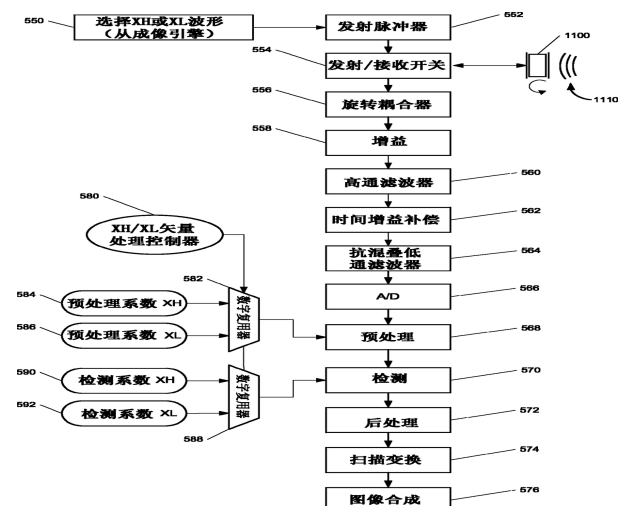 550
选择XH或XL波形
（从成像引擎）
发射脉冲器
552
554
发射/接收开关
1100
1110
556
旋转耦合器
558
增益
高通滤波器
560
580
时间增益补偿
562
XH/XL矢量
处理控制器
抗混叠低
通滤波器
564
582
A/D
566
584
预处理系数 XH
数字复用器
586
预处理系数 XL
预处理
568
590
检测系数 XH
数字复用器
检测
570
592
检测系数 XL
588
后处理
572
扫描变换
574
图像合成
576